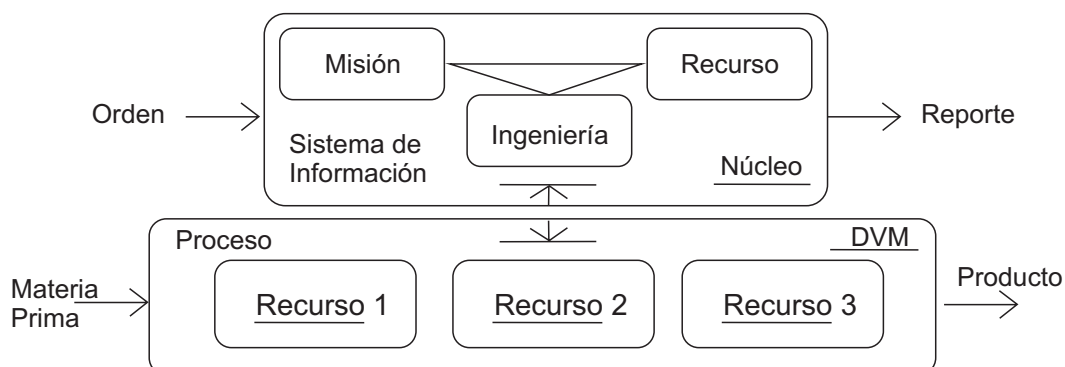 Misión
Recurso
Orden
Reporte
Ingeniería
Sistema de
Información
Núcleo
Proceso
DVM
Materia
Prima
Recurso 1
Recurso 2
Recurso 3
Producto